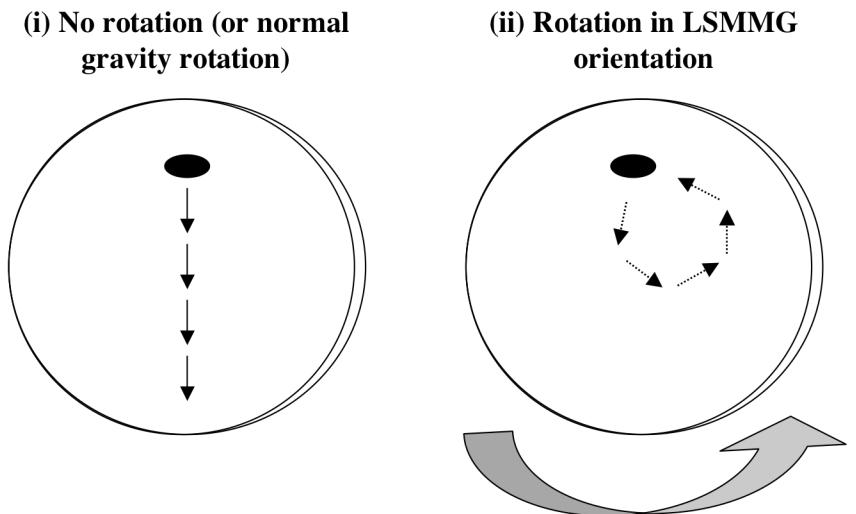 (i) No rotation (or normal
gravity rotation)
(ii) Rotation in LSMMG
orientation